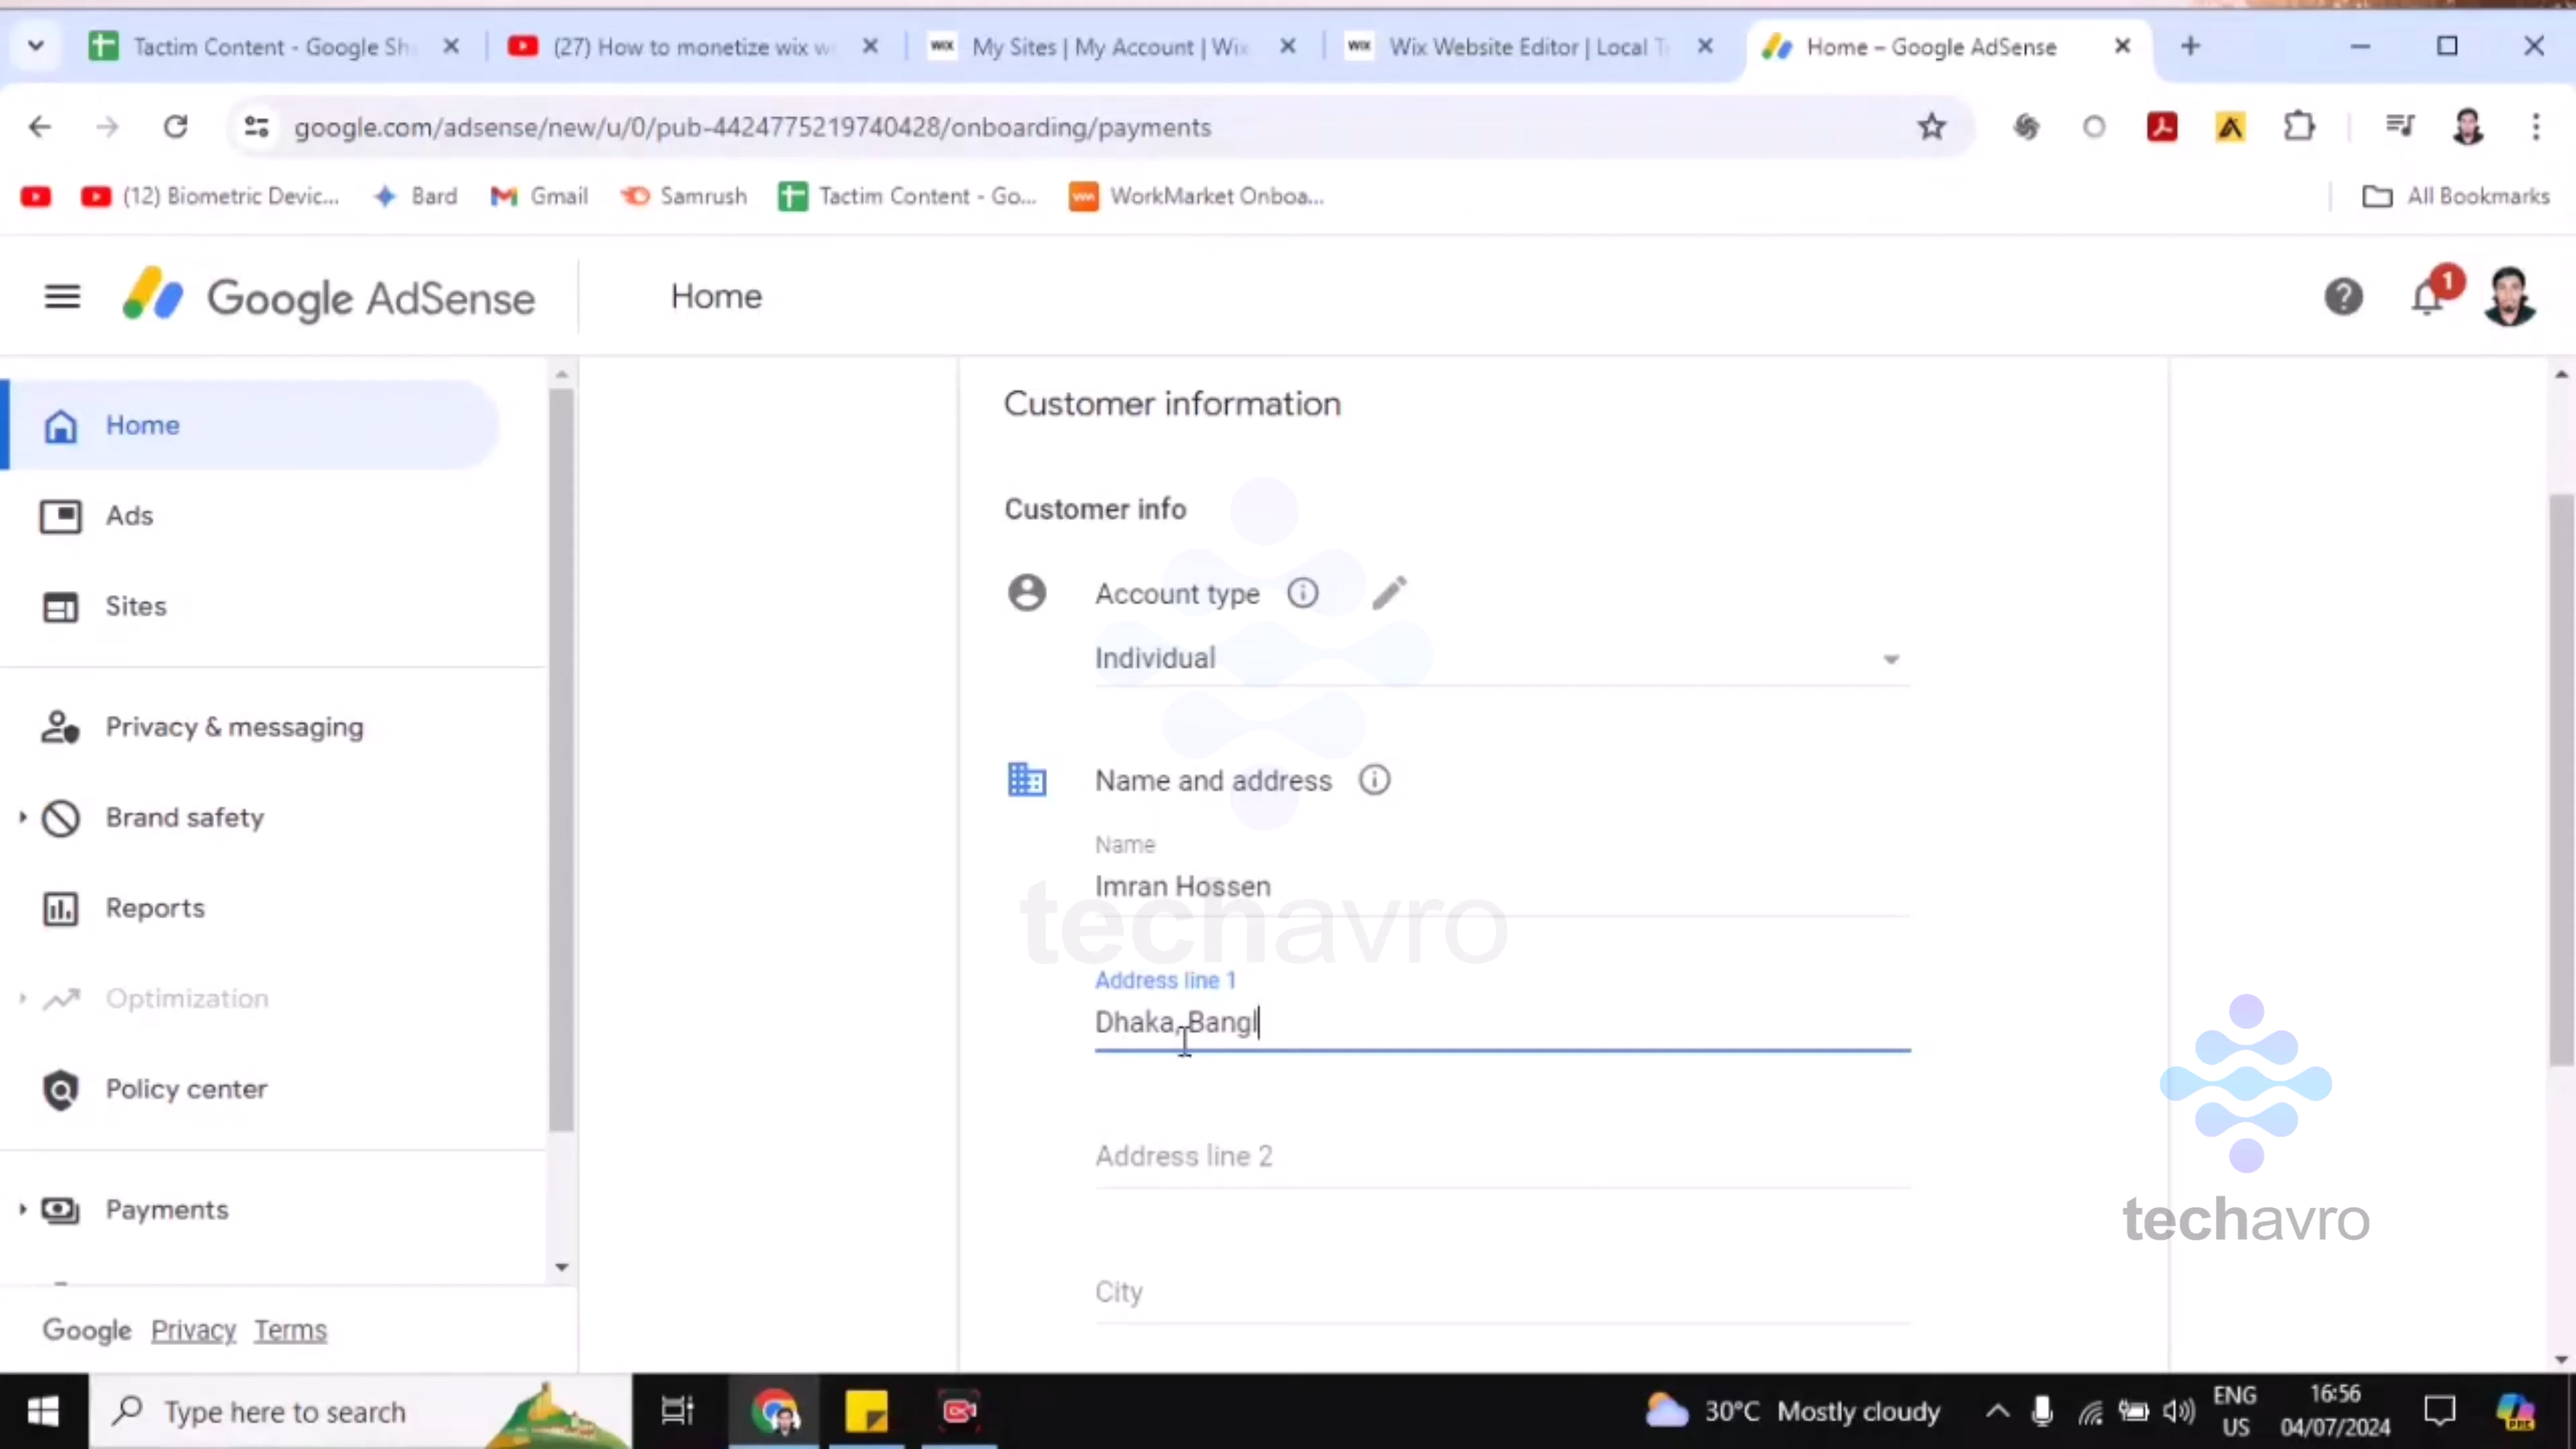 Tactim Content - Google Sh
(27) How to monetize wix w
WIX
My Sites | My Account | Wix
WIX
Wix Website Editor | Local T
Home – Google AdSense
google.com/adsense/new/u/0/pub-4424775219740428/onboarding/payments
(12) Biometric Devic...
Bard
Gmail
Samrush
Tactim Content - Go...
WorkMarket Onboa...
All Bookmarks
Google AdSense
Home
1
Home
Ads
Sites
Privacy & messaging
Brand safety
Reports
Optimization
Policy center
Payments
Google Privacy Terms
Customer information
Customer info
Account type
Individual
Name and address
Name
Imran Hossen
techavro
Address line 1
Dhaka, Bangl
Address line 2
City
techavro
Type here to search
30°C Mostly cloudy
ENG
US
16:56
04/07/2024
PRE